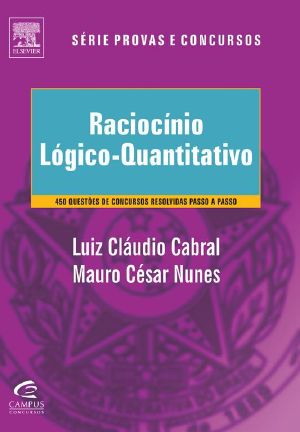 ELSEVIER
SÉRIE PROVAS E CONCURSOS
Raciocínio
Lógico-Quantitativo
450 QUESTÕES DE CONCURSOS RESOLVIDAS PASSO A PASSO
Luiz Cláudio Cabral
Mauro César Nunes
CAMPUS
CONCURSOS